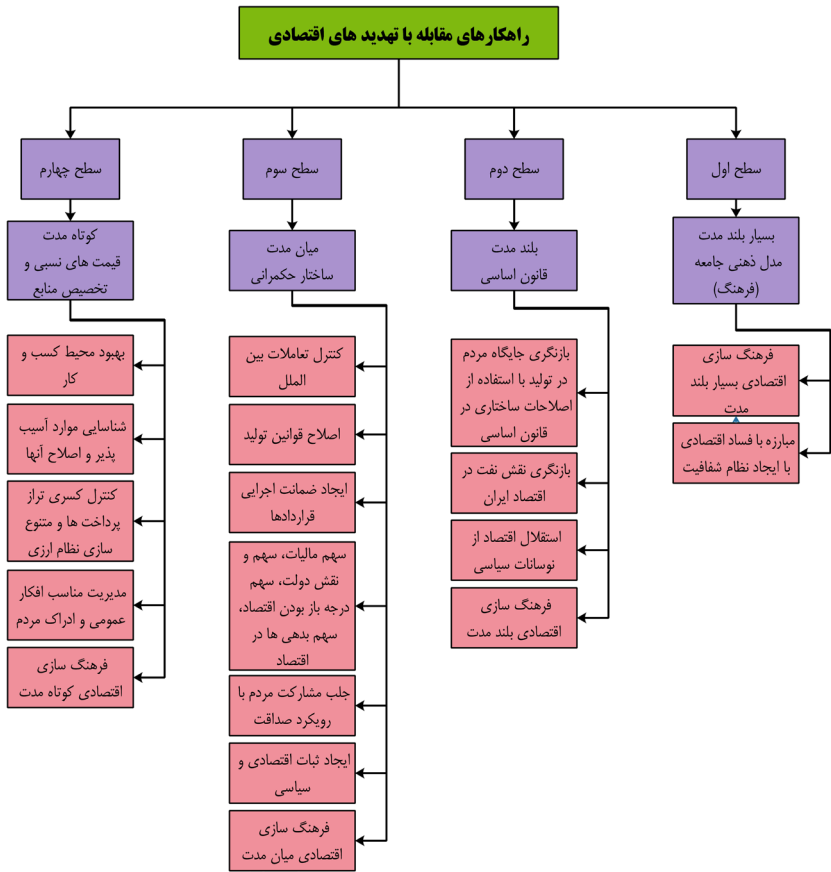 راهکارهای مقابله با تهدید های اقتصادی
سطح اول
بسیار بلند مدت
مدل ذهنی جامعه
(فرهنگ)
فرهنگ سازی
اقتصادی بسیار بلند
مدت
مبارزه با فساد اقتصادی
با ایجاد نظام شفافیت
سطح دوم
بلند مدت
قانون اساسی
بازنگری جایگاه مردم
در تولید با استفاده از
اصلاحات ساختاری در
قانون اساسی
بازنگری نقش نفت در
اقتصاد ایران
استقلال اقتصاد از
نوسانات سیاسی
فرهنگ سازی
اقتصادی بلند مدت
سطح سوم
میان مدت
ساختار حکمرانی
کنترل تعاملات بین
الملل
اصلاح قوانین تولید
ایجاد ضمانت اجرایی
قراردادها
سهم مالیات، سهم و
نقش دولت، سهم
درجه باز بودن اقتصاد،
سهم بدهی ها در
اقتصاد
جلب مشارکت مردم با
رویکرد صداقت
ایجاد ثبات اقتصادی و
سیاسی
فرهنگ سازی
اقتصادی میان مدت
سطح چهارم
کوتاه مدت
قیمت های نسبی و
تخصیص منابع
بهبود محیط کسب و
کار
شناسایی موارد آسیب
پذیر و اصلاح آنها
کنترل کسری تراز
پرداخت ها و متنوع
سازی نظام ارزی
مدیریت مناسب افکار
عمومی و ادراک مردم
فرهنگ سازی
اقتصادی کوتاه مدت